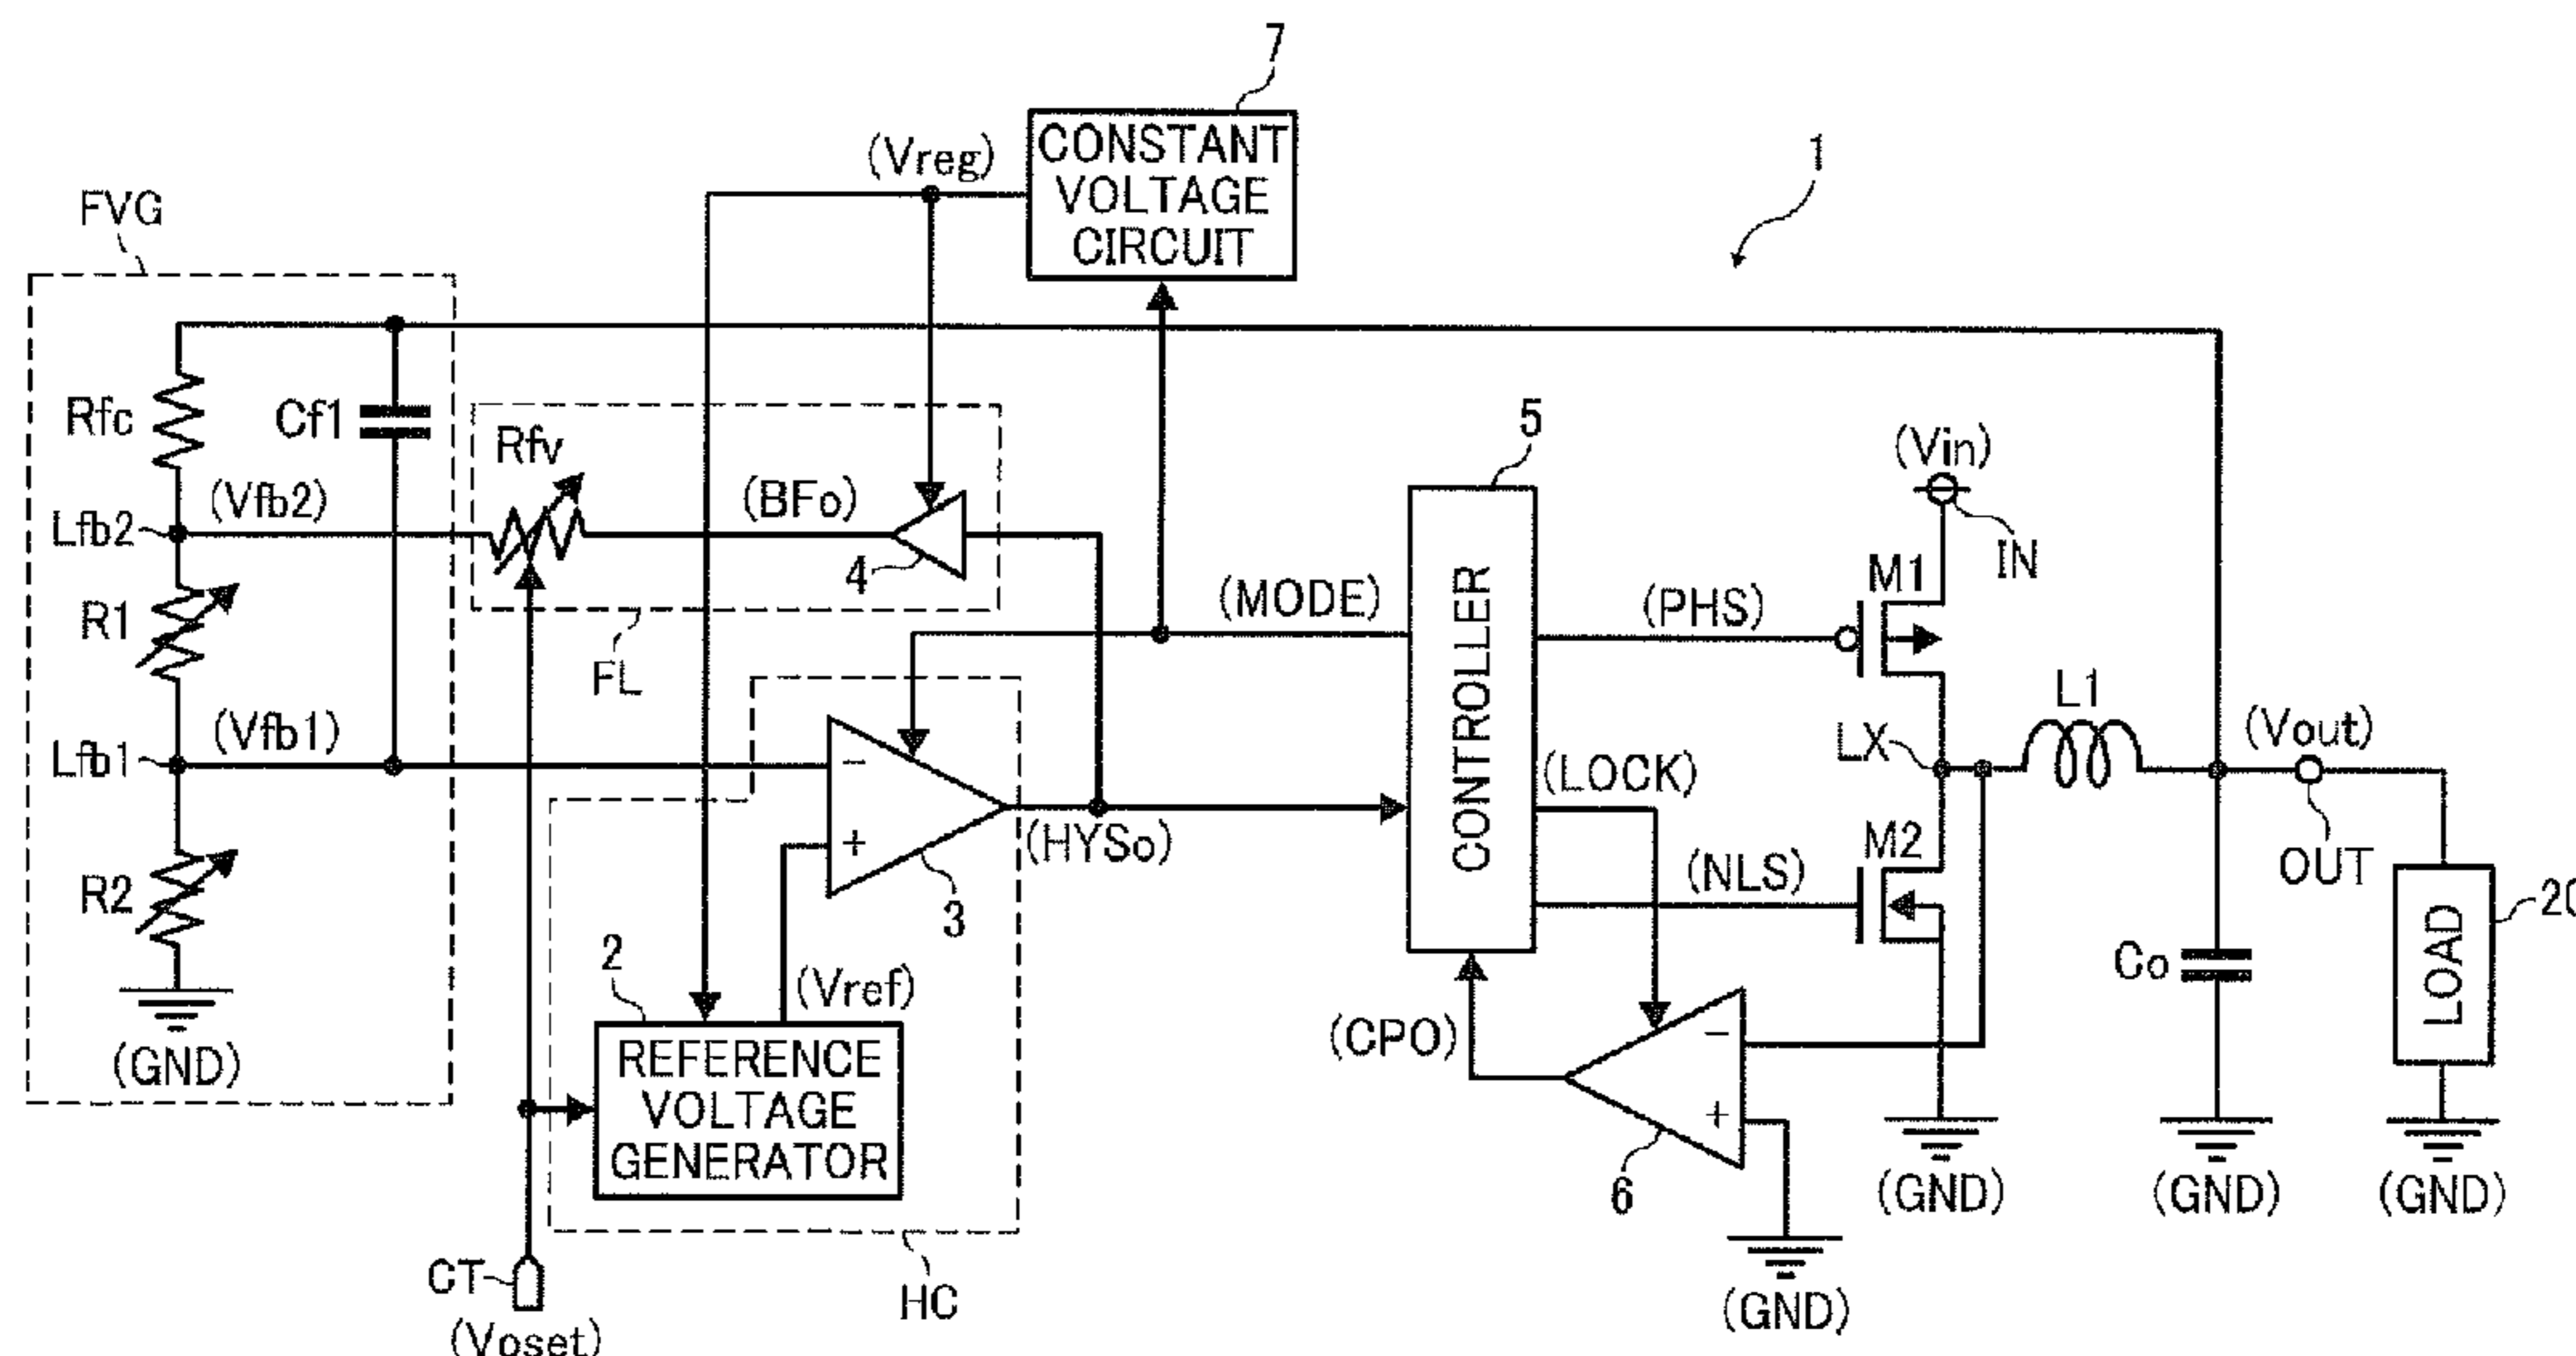 7
CONSTANT
VOLTAGE
CIRCUIT
(Vreg)
1
FVG
Rfc
Cf1
Rfv
5
(Vin)
(Vfb2)
(BFo)
Lfb2
4
IN
M1
(MODE)
(PHS)
R1
FL
CONTROLLER
L1
(Vfb1)
Lfb1
−
LX
(Vout)
(LOCK)
+
(HYSo)
M2
OUT
R2
3
(NLS)
2
(Vref)
Co
LOAD
(CPO)
−
(GND)
REFERENCE
VOLTAGE
GENERATOR
+
6
(GND)
(GND)
(GND)
CT
HC
(GND)
(Voset)